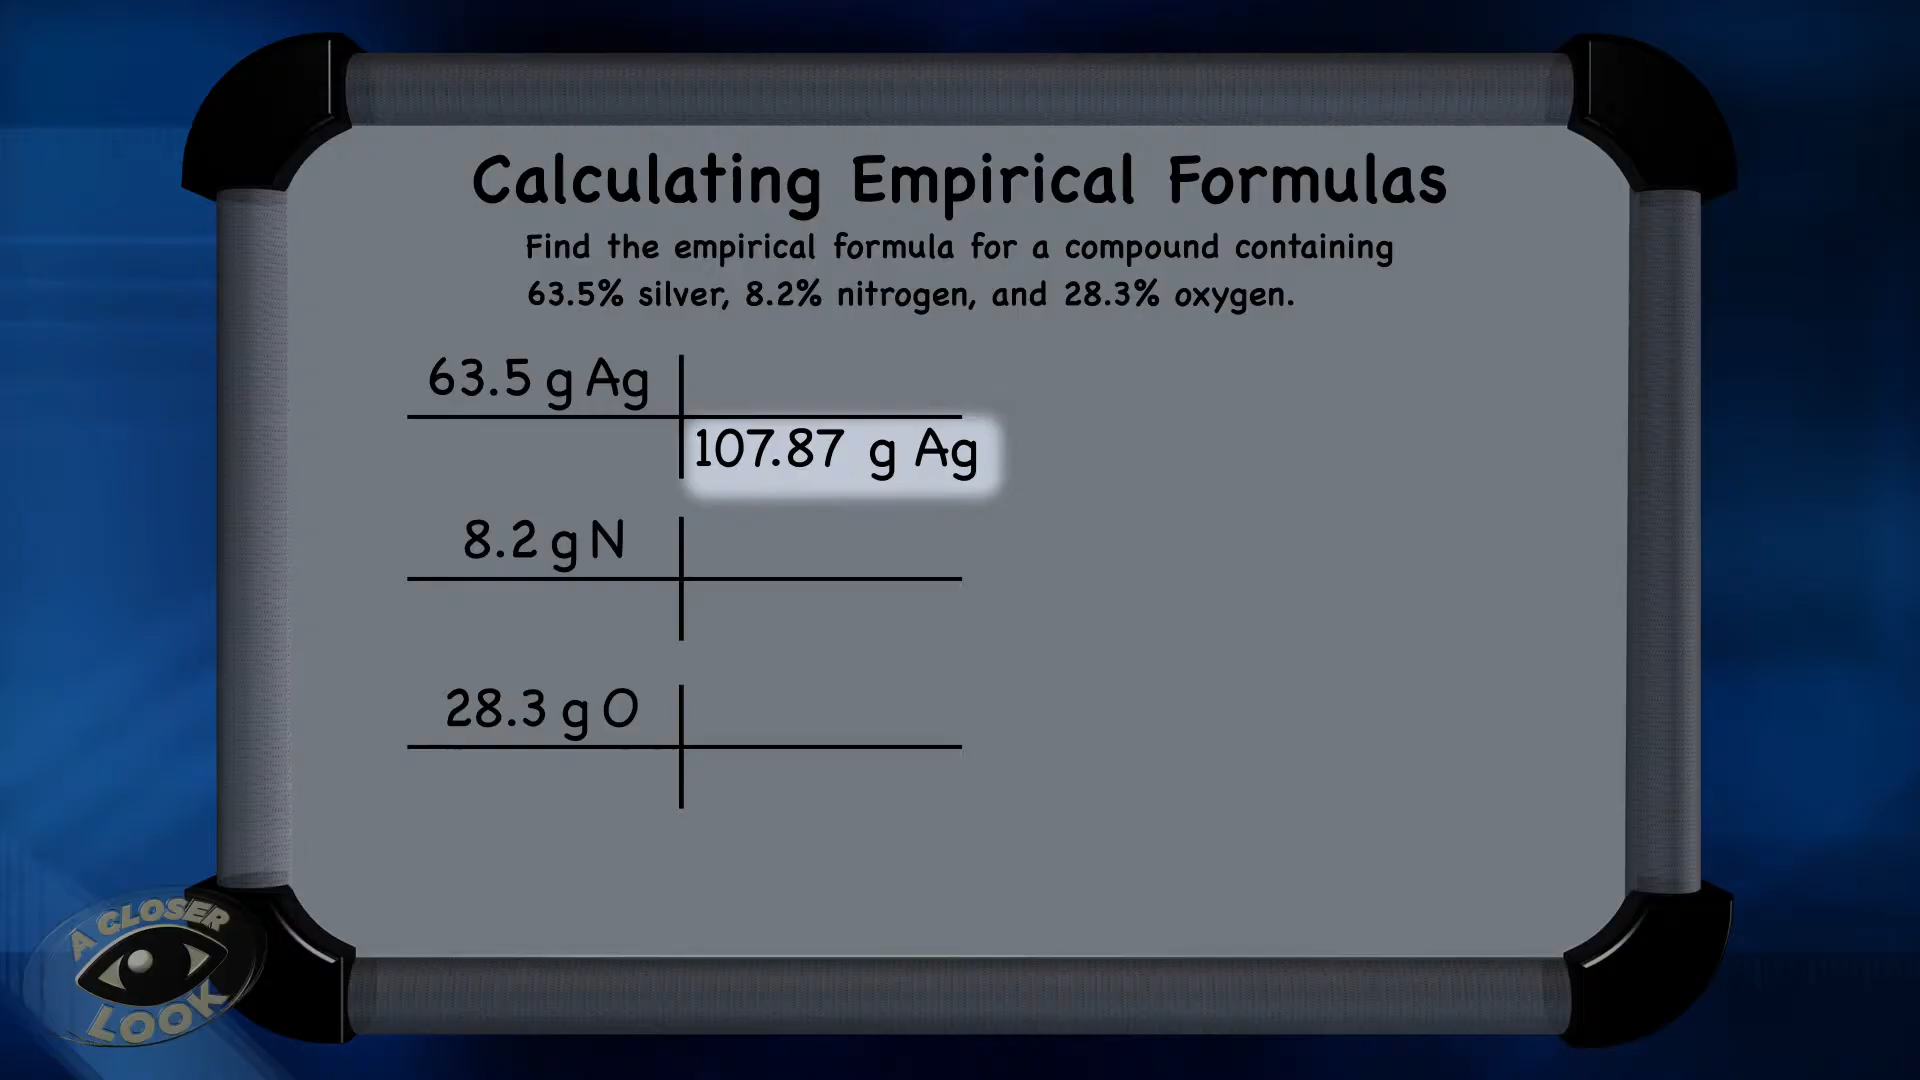 Calculating Empirical Formulas
Find the empirical formula for a compound containing
63.5% silver, 8.2% nitrogen, and 28.3% oxygen.
63.5 g Ag
107.87 g Ag
8.2 g N
28.3 g O
A CLOSER
LOOK